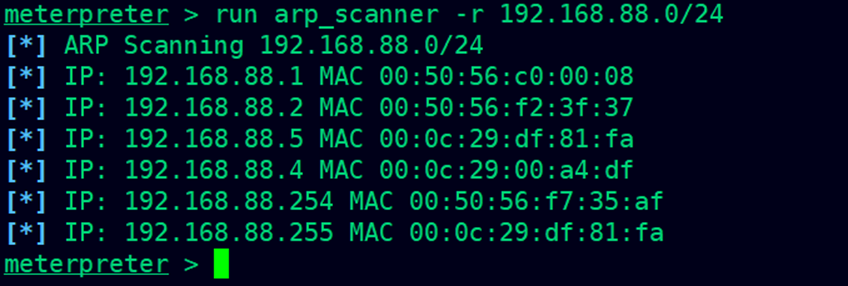 meterpreter > run arp_scanner -r 192.168.88.0/24
[*] ARP Scanning 192.168.88.0/24
[*] IP: 192.168.88.1 MAC 00:50:56:c0:00:08
[*] IP: 192.168.88.2 MAC 00:50:56:f2:3f:37
[*] IP: 192.168.88.5 MAC 00:0c:29:df:81:fa
[*] IP: 192.168.88.4 MAC 00:0c:29:00:a4:df
[*] IP: 192.168.88.254 MAC 00:50:56:f7:35:af
[*] IP: 192.168.88.255 MAC 00:0c:29:df:81:fa
meterpreter >